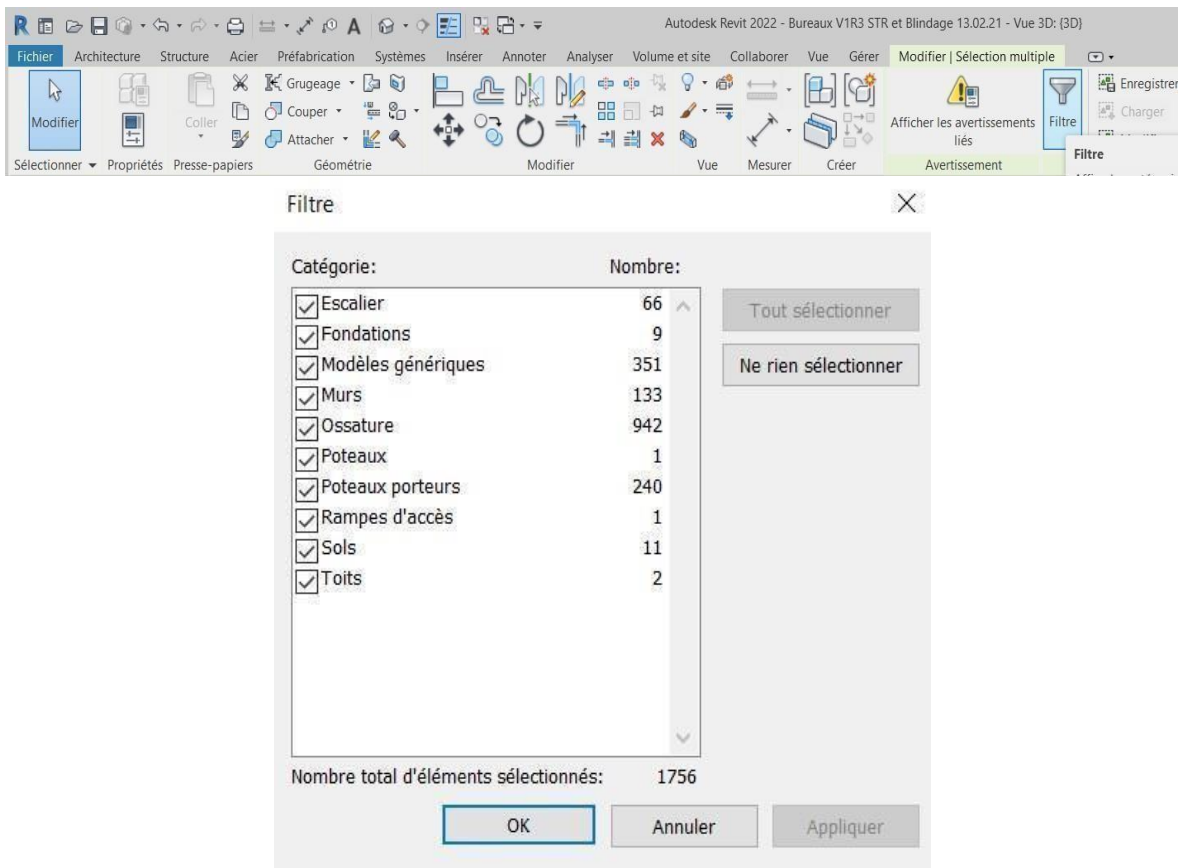 Autodesk Revit 2022 - Bureaux V1R3 STR et Blindage 13.02.21 - Vue 3D: {3D}
Fichier Architecture Structure Acier Préfabrication Systèmes Insérer Annoter Analyser Volume et site Collaborer Vue Gérer Modifier | Sélection multiple
Grugeage Enregistrer
Modifier Coller Couper Afficher les avertissements liés Filtre Charger
Attacher
Sélectionner Propriétés Presse-papiers Géométrie Modifier Vue Mesurer Créer Avertissement Filtre
Filtre
Catégorie: Nombre:
Escalier 66
Tout sélectionner
Fondations 9
Modèles génériques 351
Ne rien sélectionner
Murs 133
Ossature 942
Poteaux 1
Poteaux porteurs 240
Rampes d'accès 1
Sols 11
Toits 2
Nombre total d'éléments sélectionnés: 1756
OK Annuler Appliquer